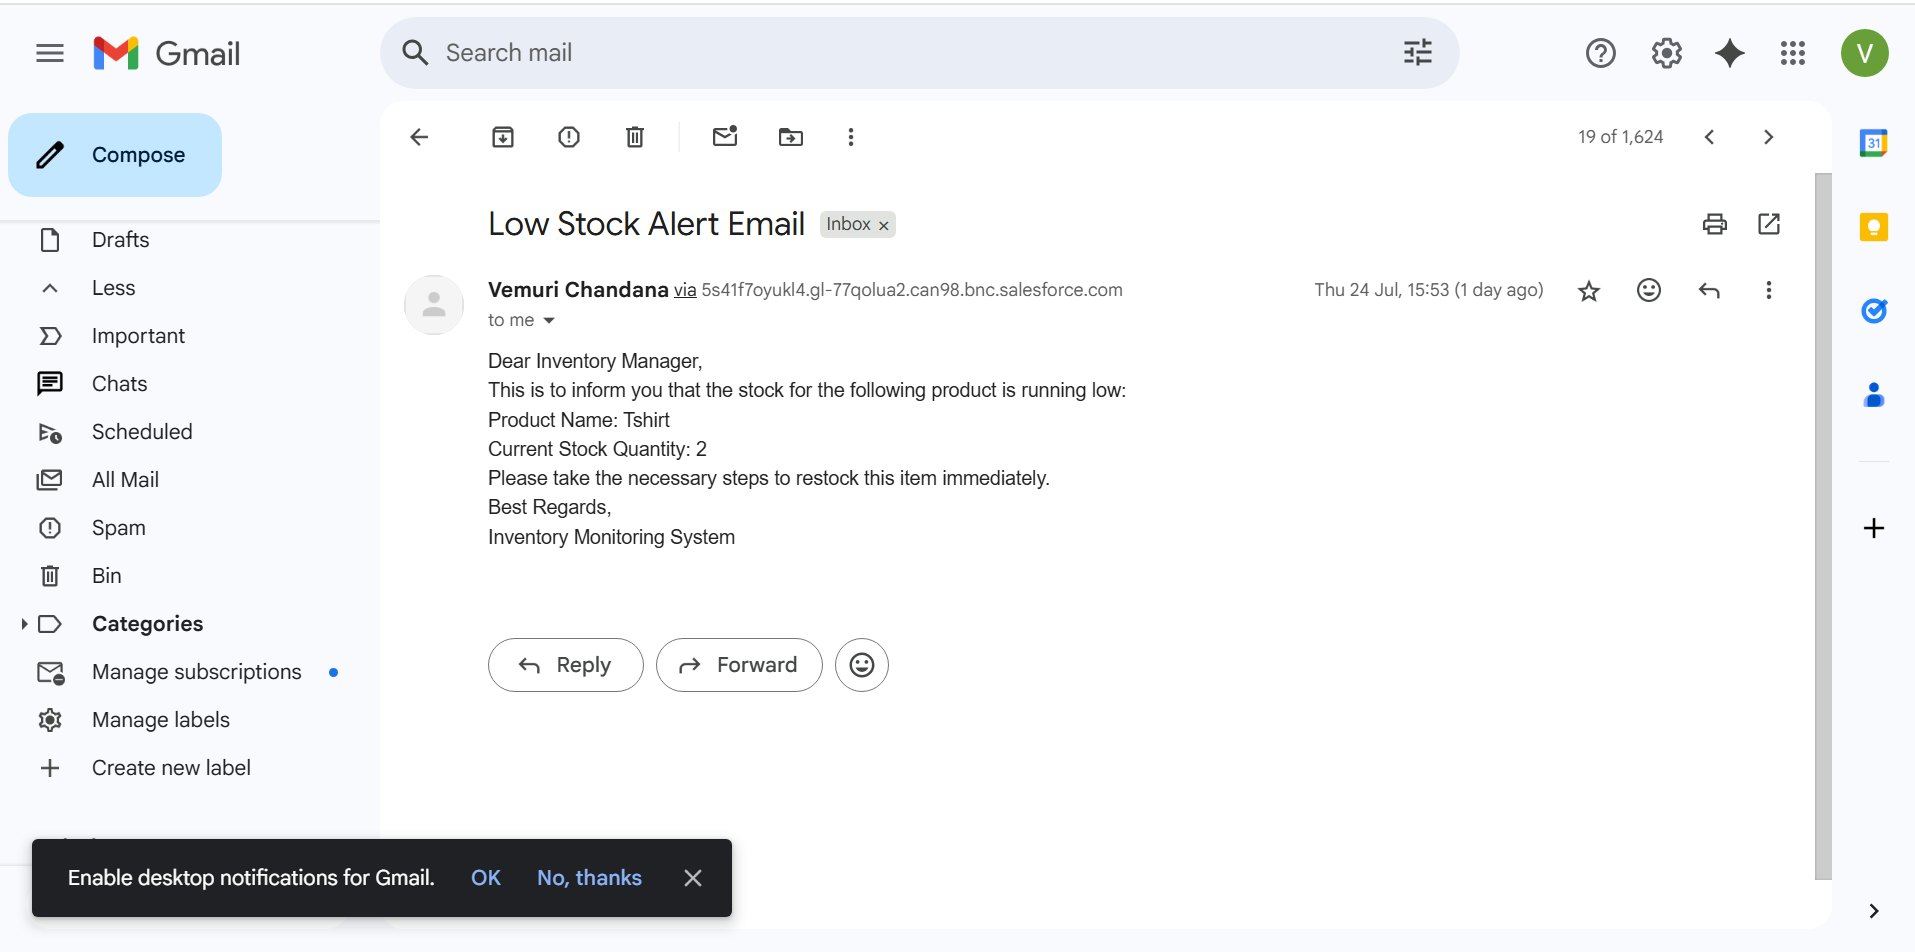 Gmail
Search mail
V
Compose
19 of 1,624
31
Drafts
Less
Important
Chats
Scheduled
All Mail
Spam
Bin
Categories
Manage subscriptions
Manage labels
Create new label
Low Stock Alert Email Inbox ×
Vemuri Chandana via 5s41f7oyukl4.gl-77qolua2.can98.bnc.salesforce.com Thu 24 Jul, 15:53 (1 day ago)
to me
Dear Inventory Manager,
This is to inform you that the stock for the following product is running low:
Product Name: Tshirt
Current Stock Quantity: 2
Please take the necessary steps to restock this item immediately.
Best Regards,
Inventory Monitoring System
Reply Forward
Enable desktop notifications for Gmail. OK No, thanks